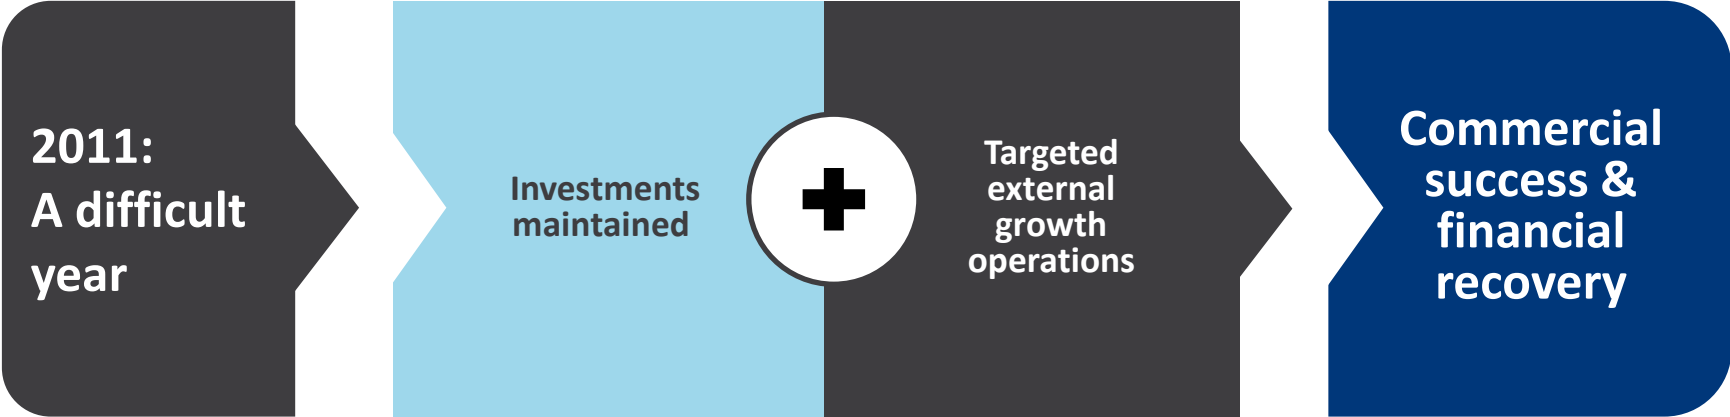 2011:
A difficult
year
Investments
maintained
Targeted
external
growth
operations
Commercial
success &
financial
recovery